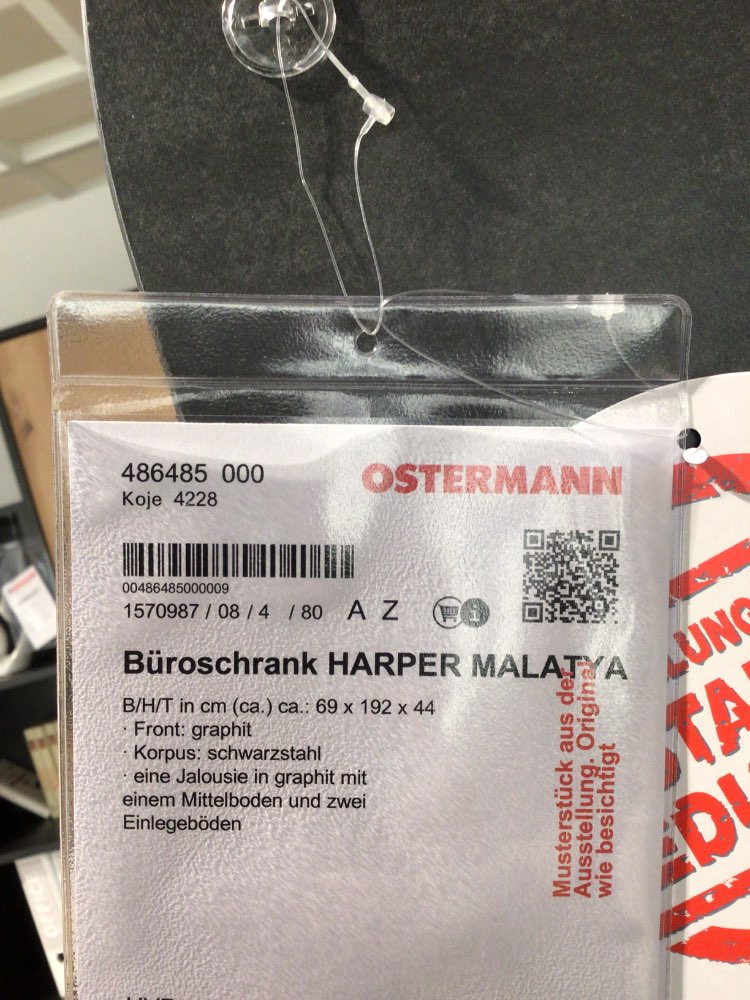 486485 000
Koje 4228
OSTERMANN
00486485000009
1570987 / 08 / 4 / 80 A Z
Büroschrank HARPER MALATYA
B/H/T in cm (ca.) ca.: 69 x 192 x 44
· Front: graphit
· Korpus: schwarzstahl
· eine Jalousie in graphit mit
einem Mittelboden und zwei
Einlegeböden
Musterstück aus der
Ausstellung. Original
wie besichtigt